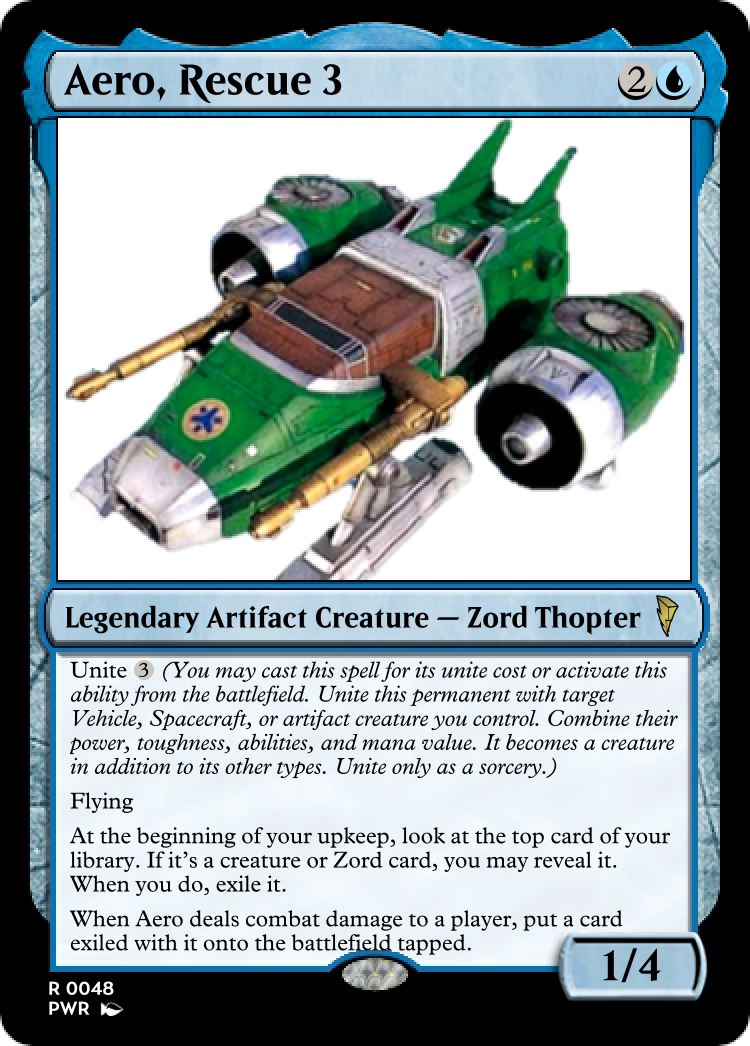 Aero, Rescue 3 2
Legendary Artifact Creature — Zord Thopter
Unite 3 (You may cast this spell for its unite cost or activate this
ability from the battlefield. Unite this permanent with target
Vehicle, Spacecraft, or artifact creature you control. Combine their
power, toughness, abilities, and mana value. It becomes a creature
in addition to its other types. Unite only as a sorcery.)
Flying
At the beginning of your upkeep, look at the top card of your
library. If it's a creature or Zord card, you may reveal it.
When you do, exile it.
When Aero deals combat damage to a player, put a card
exiled with it onto the battlefield tapped.
1/4
R 0048
PWR